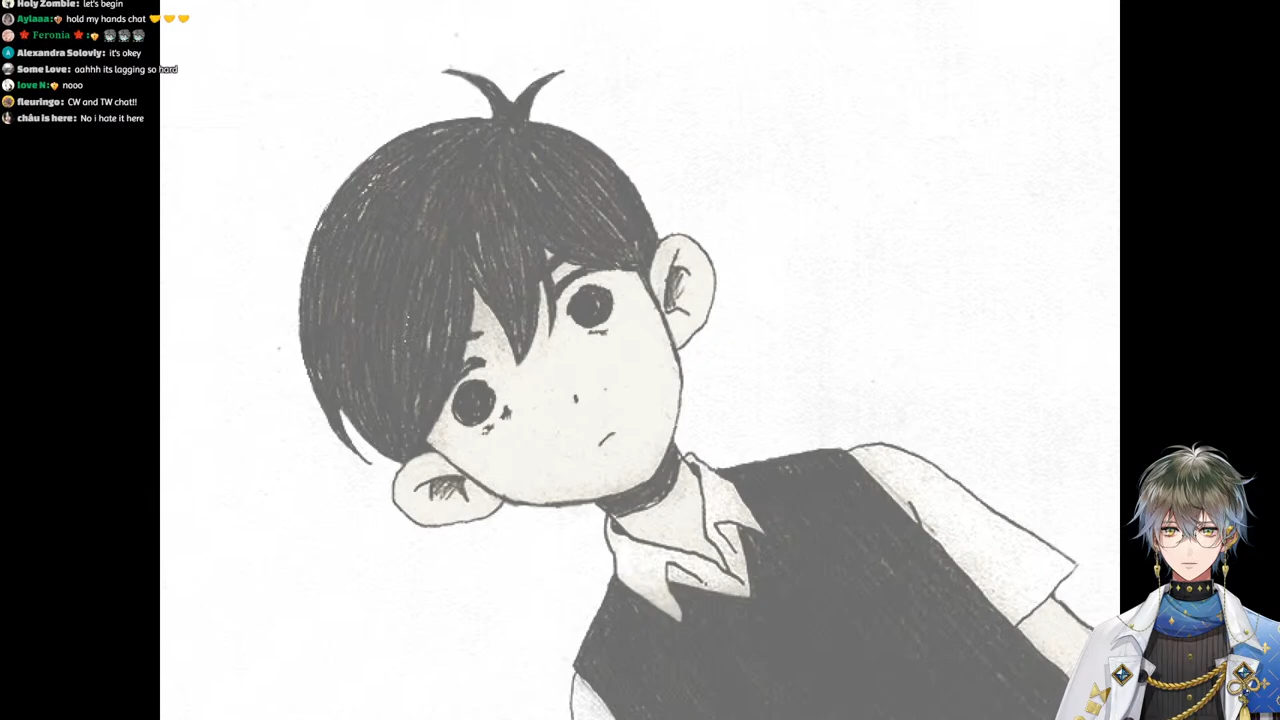 Holy Zombie: let's begin
Aylaaa: hold my hands chat
Feronia :
Alexandra Soloviy: it's okey
Some Love: aahhh its lagging so hard
love N: nooo
fleuringo: CW and TW chat!!
châu is here: No i hate it here